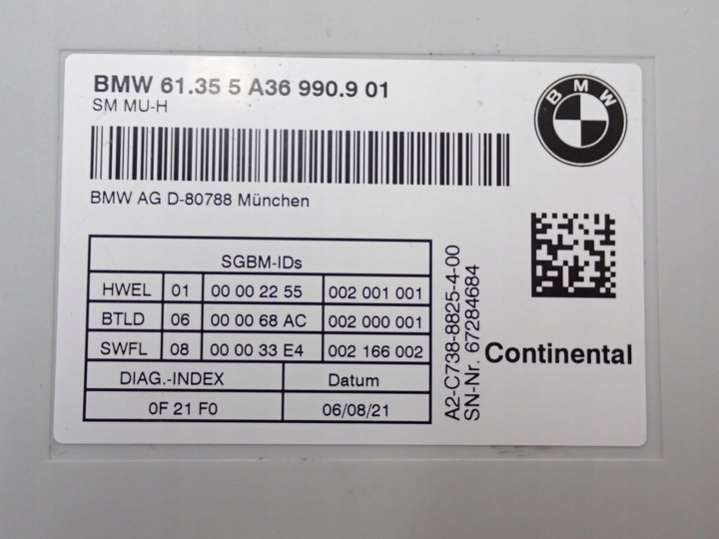 BMW 61.35 5 A36 990.9 01
SM MU-H
BMW
BMW AG D-80788 München
SGBM-IDs
HWEL 01 00 00 22 55 002 001 001
BTLD 06 00 00 68 AC 002 000 001
SWFL 08 00 00 33 E4 002 166 002
DIAG.-INDEX Datum
0F 21 F0 06/08/21
A2-C738-8825-4-00
SN-Nr. 67284684
Continental